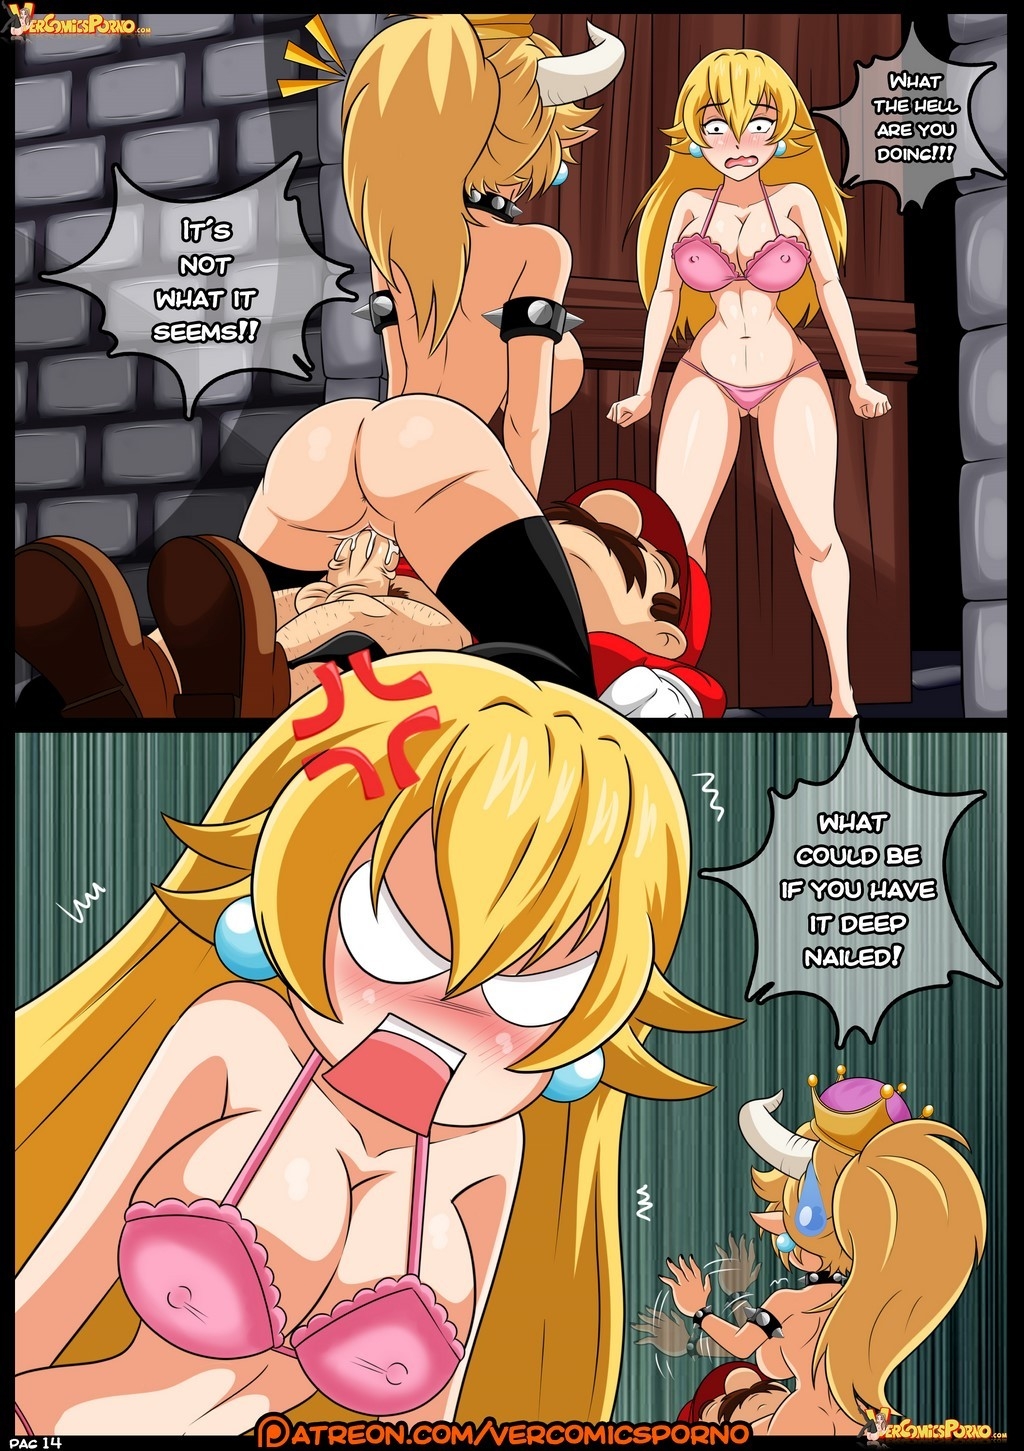 VERCOMICSPORNO.COM
WHAT
THE HELL
ARE YOU
DOING!!!
IT'S
NOT
WHAT IT
SEEMS!!
WHAT
COULD BE
IF YOU HAVE
IT DEEP
NAILED!
PATREON.COM/VERCOMICSPORNO
VERCOMICSPORNO.COM
PAG 14